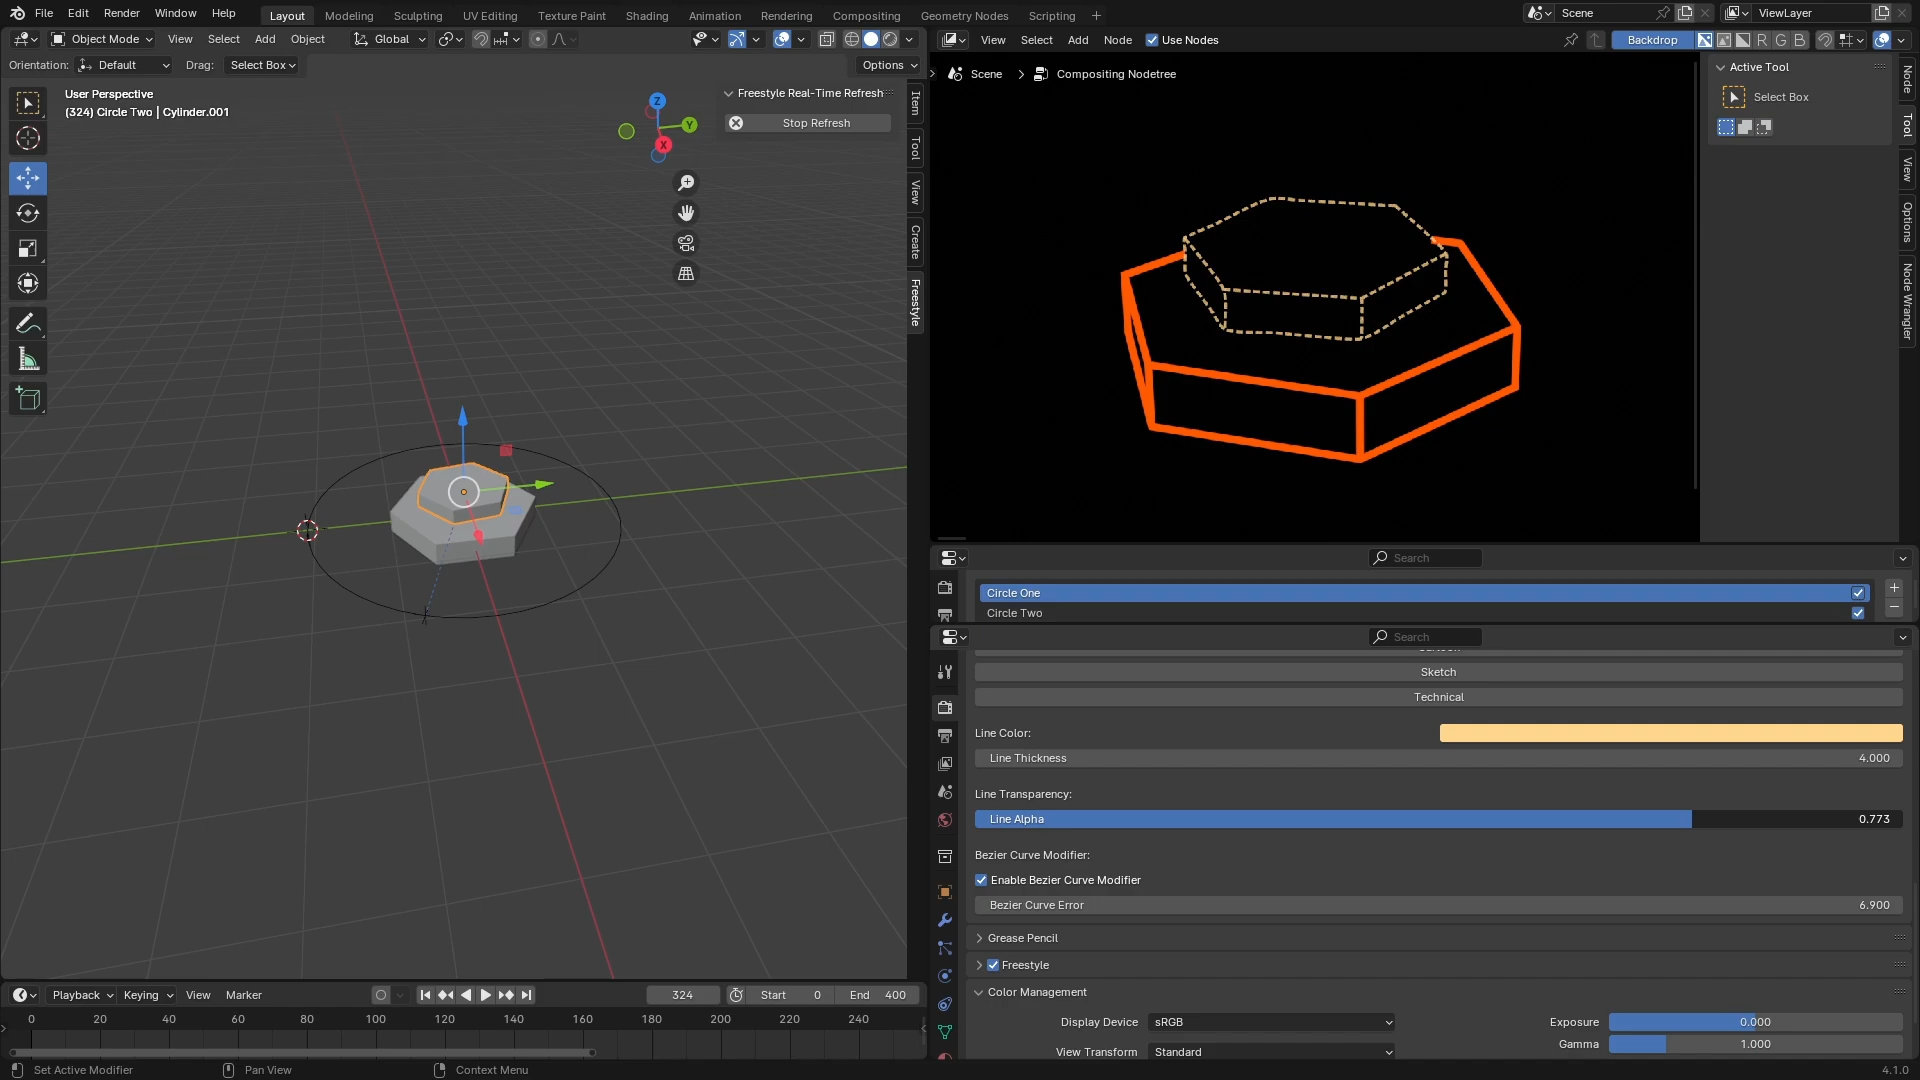 File Edit Render Window Help
Layout Modeling Sculpting UV Editing Texture Paint Shading Animation Rendering Compositing Geometry Nodes Scripting +
Scene
ViewLayer
Object Mode View Select Add Object Global
View Select Add Node Use Nodes Backdrop R G B
Orientation: Default Drag: Select Box Options
Scene > Compositing Nodetree
Active Tool
Select Box
User Perspective
(324) Circle Two | Cylinder.001
Freestyle Real-Time Refresh
Stop Refresh
Z
Y
X
Item
Tool
View
Create
Freestyle
Node
Tool
View
Options
Node Wrangler
Search
Circle One
Circle Two
Search
Sketch
Technical
Line Color:
Line Thickness 4.000
Line Transparency:
Line Alpha 0.773
Bezier Curve Modifier:
Enable Bezier Curve Modifier
Bezier Curve Error 6.900
Grease Pencil
Freestyle
Color Management
Display Device sRGB Exposure 0.000
View Transform Standard Gamma 1.000
Playback Keying View Marker 324 Start 0 End 400
0 20 40 60 80 100 120 140 160 180 200 220 240
Set Active Modifier Pan View Context Menu 4.1.0